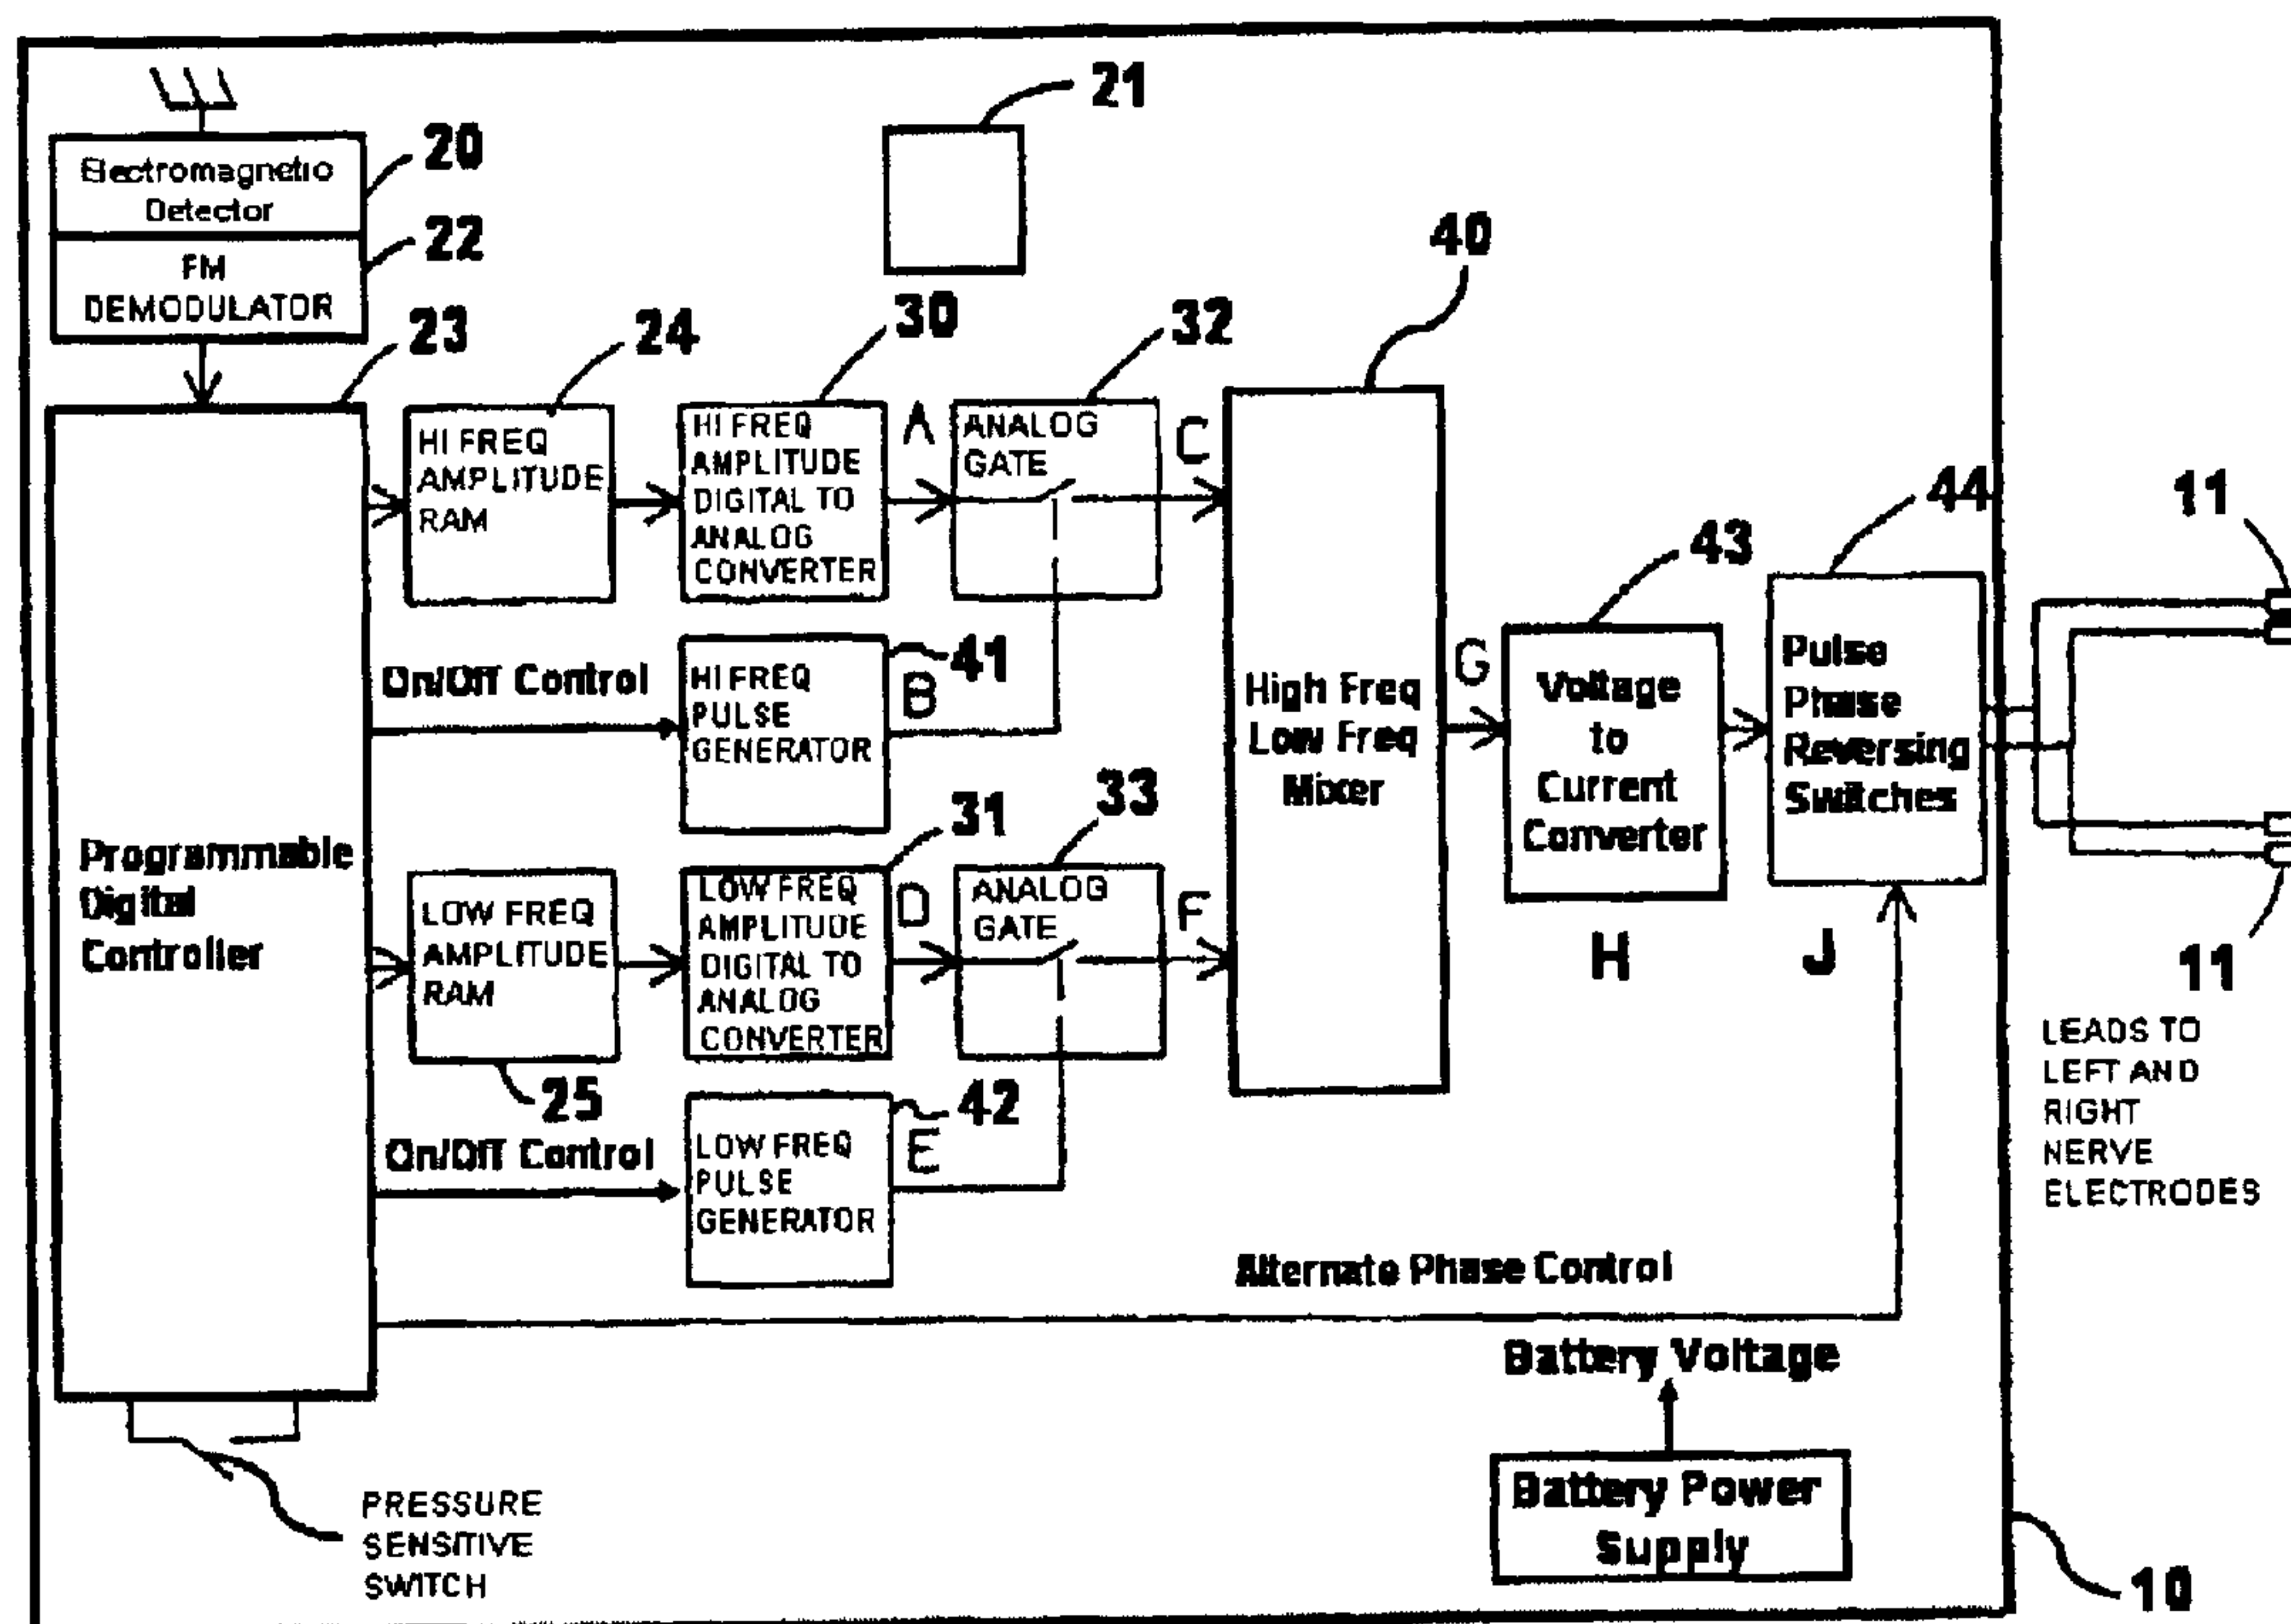 21
20
Electromagnetic
Detector
22
FM
DEMODULATOR
23
24
30
32
40
HI FREQ
AMPLITUDE
RAM
HI FREQ
AMPLITUDE
DIGITAL TO
ANALOG
CONVERTER
A
ANALOG
GATE
C
44
11
43
On/Off Control
41
HI FREQ
PULSE
GENERATOR
B
High Freq
Low Freq
Mixer
G
Voltage
to
Current
Converter
Pulse
Phase
Reversing
Switches
Programmable
Digital
Controller
31
33
LOW FREQ
AMPLITUDE
RAM
LOW FREQ
AMPLITUDE
DIGITAL TO
ANALOG
CONVERTER
D
ANALOG
GATE
F
H
J
11
LEADS TO
LEFT AND
RIGHT
NERVE
ELECTRODES
25
On/Off Control
42
LOW FREQ
PULSE
GENERATOR
E
Alternate Phase Control
Battery Voltage
Battery Power
Supply
PRESSURE
SENSITIVE
SWITCH
10